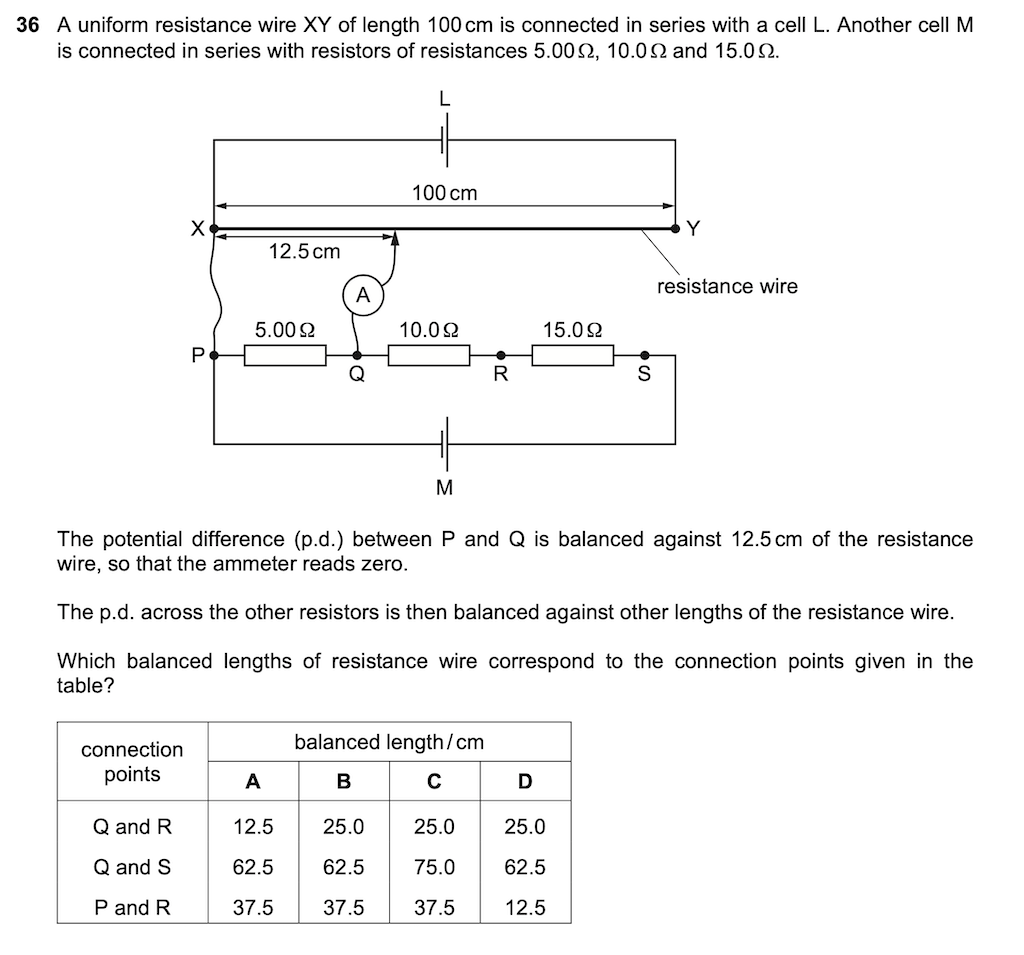 36 A uniform resistance wire XY of length 100 cm is connected in series with a cell L. Another cell M
is connected in series with resistors of resistances 5.00 Ω, 10.0 Ω and 15.0 Ω.
L
100 cm
X
Y
12.5 cm
resistance wire
A
5.00 Ω 10.0 Ω 15.0 Ω
P
Q R S
M
The potential difference (p.d.) between P and Q is balanced against 12.5 cm of the resistance
wire, so that the ammeter reads zero.
The p.d. across the other resistors is then balanced against other lengths of the resistance wire.
Which balanced lengths of resistance wire correspond to the connection points given in the
table?
connection
points
balanced length / cm
A B C D
Q and R 12.5 25.0 25.0 25.0
Q and S 62.5 62.5 75.0 62.5
P and R 37.5 37.5 37.5 12.5